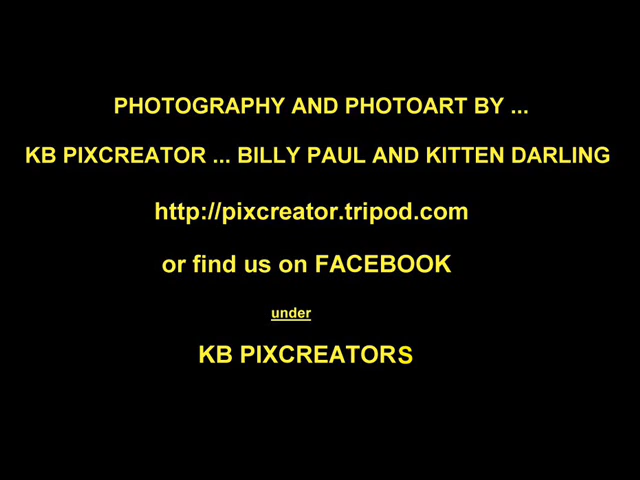 PHOTOGRAPHY AND PHOTOART BY ...
KB PIXCREATOR ... BILLY PAUL AND KITTEN DARLING
http://pixcreator.tripod.com
or find us on FACEBOOK
under
KB PIXCREATORS